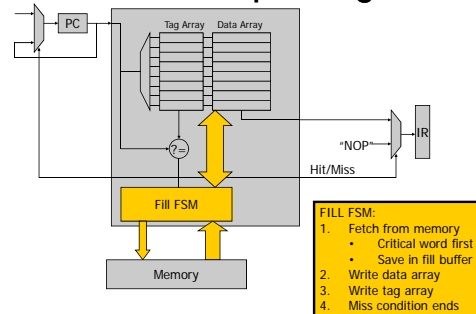 PC
Tag Array Data Array
?=
"NOP"
IR
Hit/Miss
Fill FSM
Memory
FILL FSM:
1. Fetch from memory
• Critical word first
• Save in fill buffer
2. Write data array
3. Write tag array
4. Miss condition ends